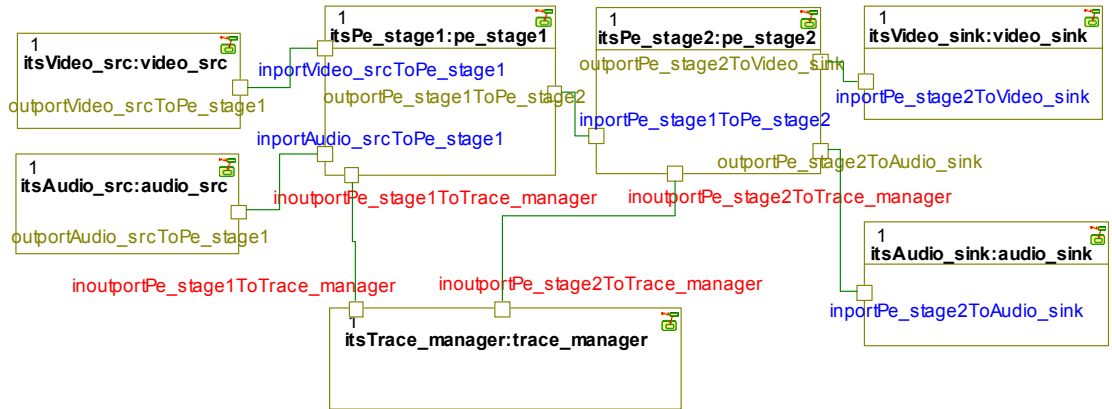 1
itsVideo_src:video_src
outportVideo_srcToPe_stage1
1
itsAudio_src:audio_src
outportAudio_srcToPe_stage1
1
itsPe_stage1:pe_stage1
inportVideo_srcToPe_stage1
outportPe_stage1ToPe_stage2
inportAudio_srcToPe_stage1
inoutportPe_stage1ToTrace_manager
1
itsPe_stage2:pe_stage2
outportPe_stage2ToVideo_sink
inportPe_stage1ToPe_stage2
outportPe_stage2ToAudio_sink
inoutportPe_stage2ToTrace_manager
1
itsVideo_sink:video_sink
inportPe_stage2ToVideo_sink
1
itsAudio_sink:audio_sink
inportPe_stage2ToAudio_sink
inoutportPe_stage1ToTrace_manager
inoutportPe_stage2ToTrace_manager
1
itsTrace_manager:trace_manager